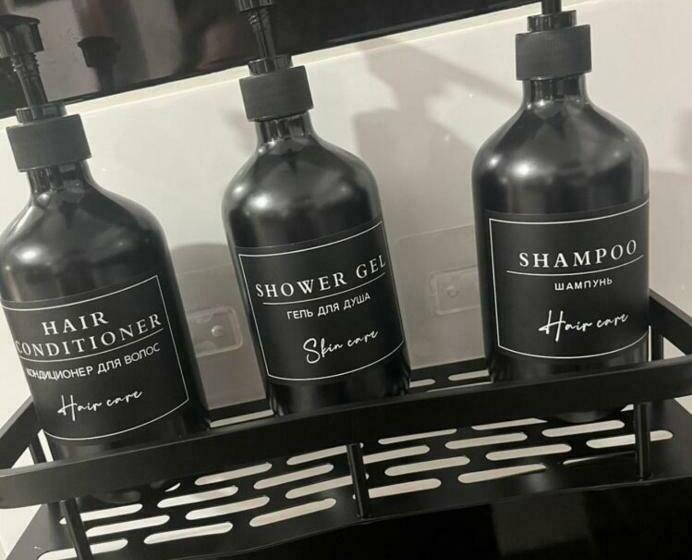 HAIR
CONDITIONER
КОНДИЦИОНЕР ДЛЯ ВОЛОС
Hair care
SHOWER GEL
ГЕЛЬ ДЛЯ ДУША
Skin care
SHAMPOO
ШАМПУНЬ
Hair care